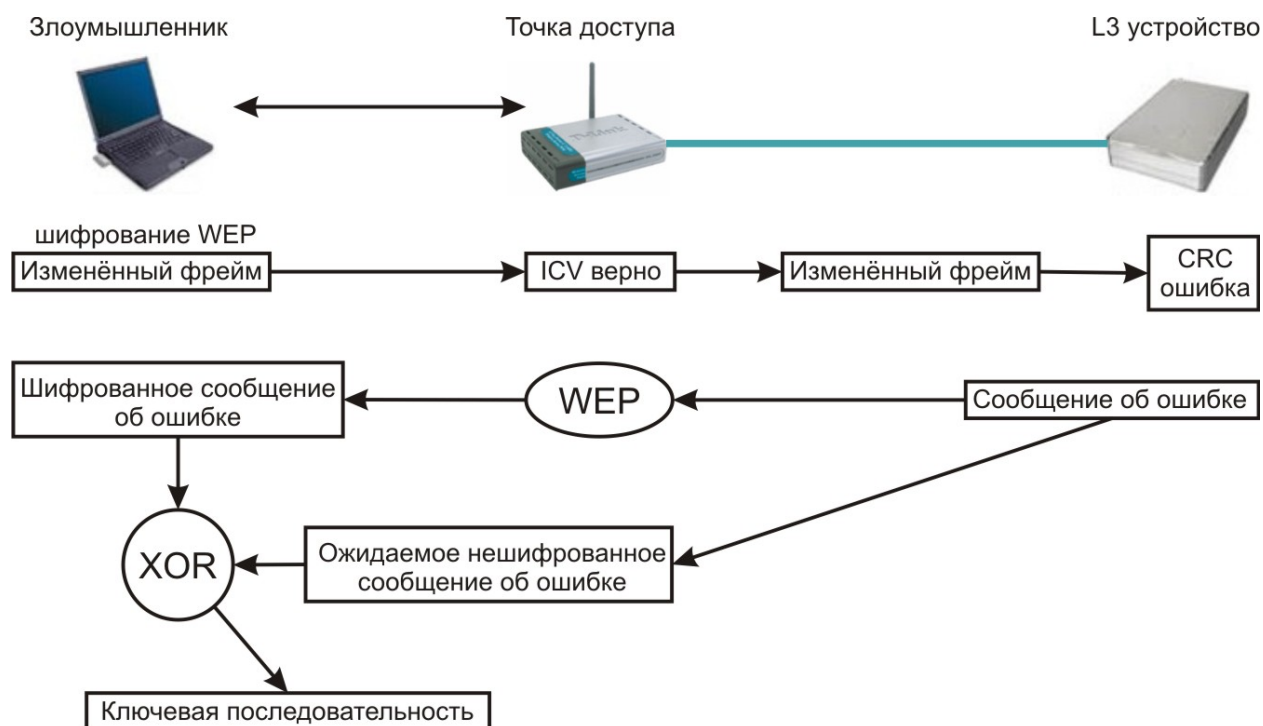 Злоумышленник
Точка доступа
L3 устройство
D-Link
шифрование WEP
Изменённый фрейм
ICV верно
Изменённый фрейм
CRC
ошибка
Шифрованное сообщение
об ошибке
WEP
Сообщение об ошибке
XOR
Ожидаемое нешифрованное
сообщение об ошибке
Ключевая последовательность